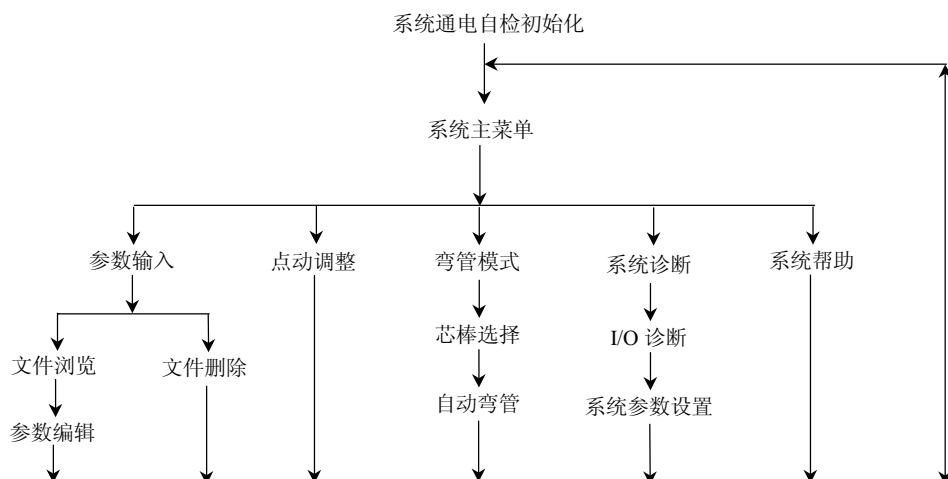 系统通电自检初始化
系统主菜单
参数输入
点动调整
弯管模式
系统诊断
系统帮助
文件浏览
文件删除
芯棒选择
I/O 诊断
参数编辑
自动弯管
系统参数设置